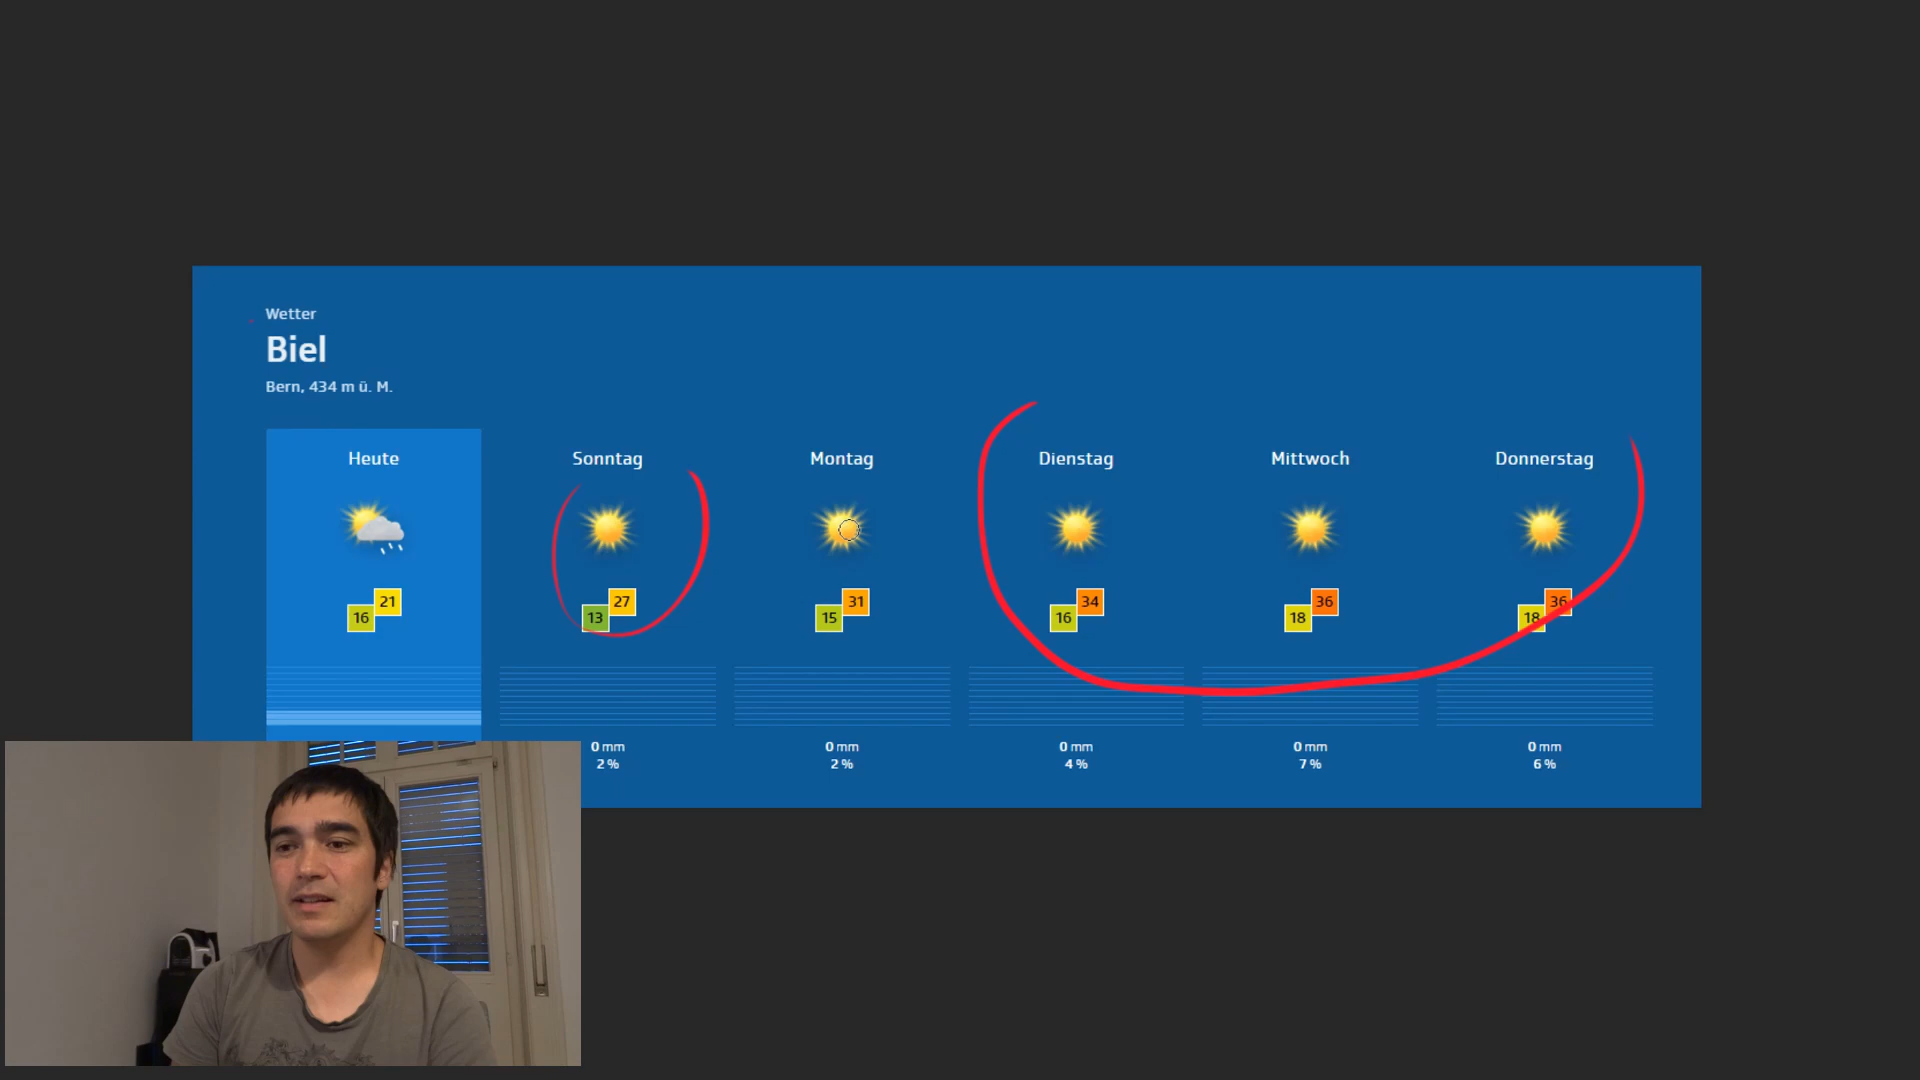 Wetter
Biel
Bern, 434 m ü. M.
Heute
Sonntag
Montag
Dienstag
Mittwoch
Donnerstag
16 21
13 27
15 31
16 34
18 36
18 36
0 mm
0 mm
0 mm
0 mm
0 mm
2 %
2 %
4 %
7 %
6 %